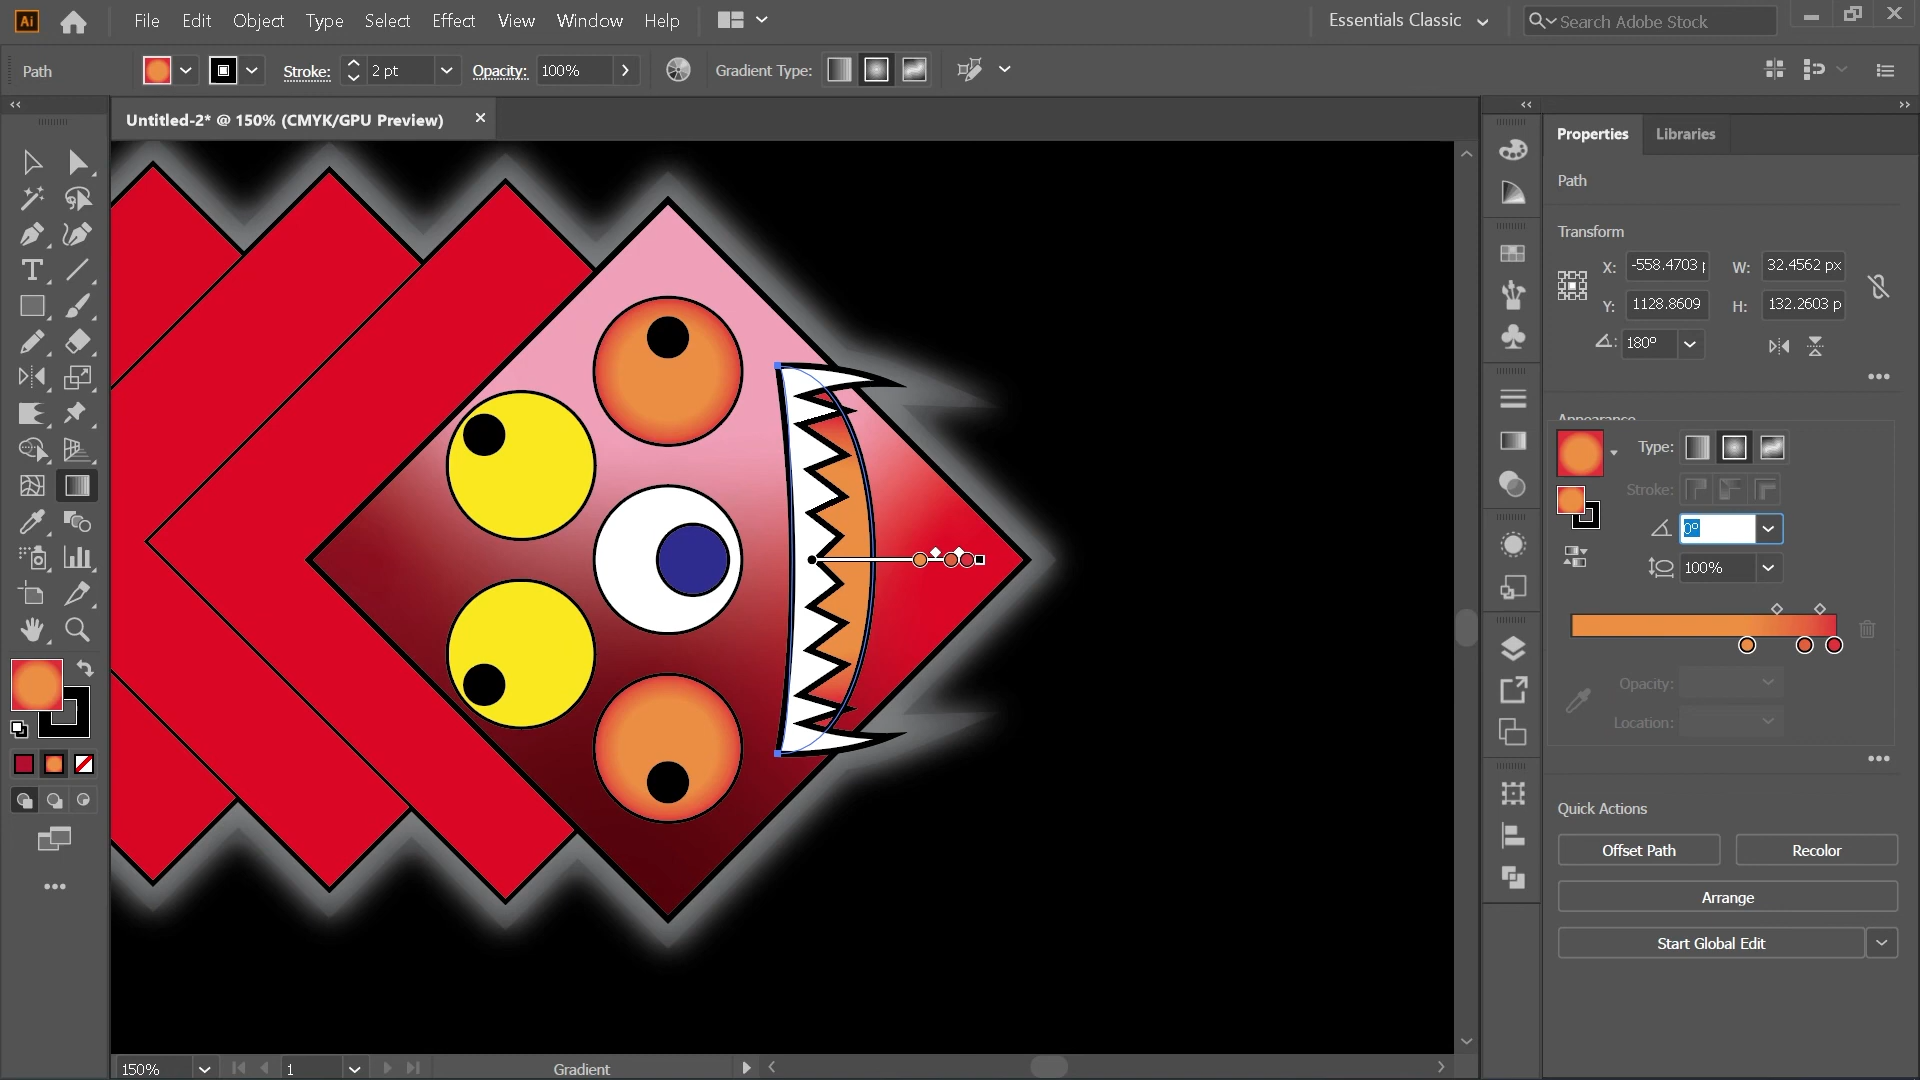 Ai File Edit Object Type Select Effect View Window Help Essentials Classic Search Adobe Stock
Path Stroke: 2 pt Opacity: 100% Gradient Type:
Untitled-2* @ 150% (CMYK/GPU Preview)
Properties Libraries
Path
Transform
X: -558.4703 W: 32.4562 px
Y: 1128.8609 H: 132.2603 p
180°
Appearance
Type:
Stroke:
0°
100%
Opacity:
Location:
Quick Actions
Offset Path Recolor
Arrange
Start Global Edit
150% 1 Gradient